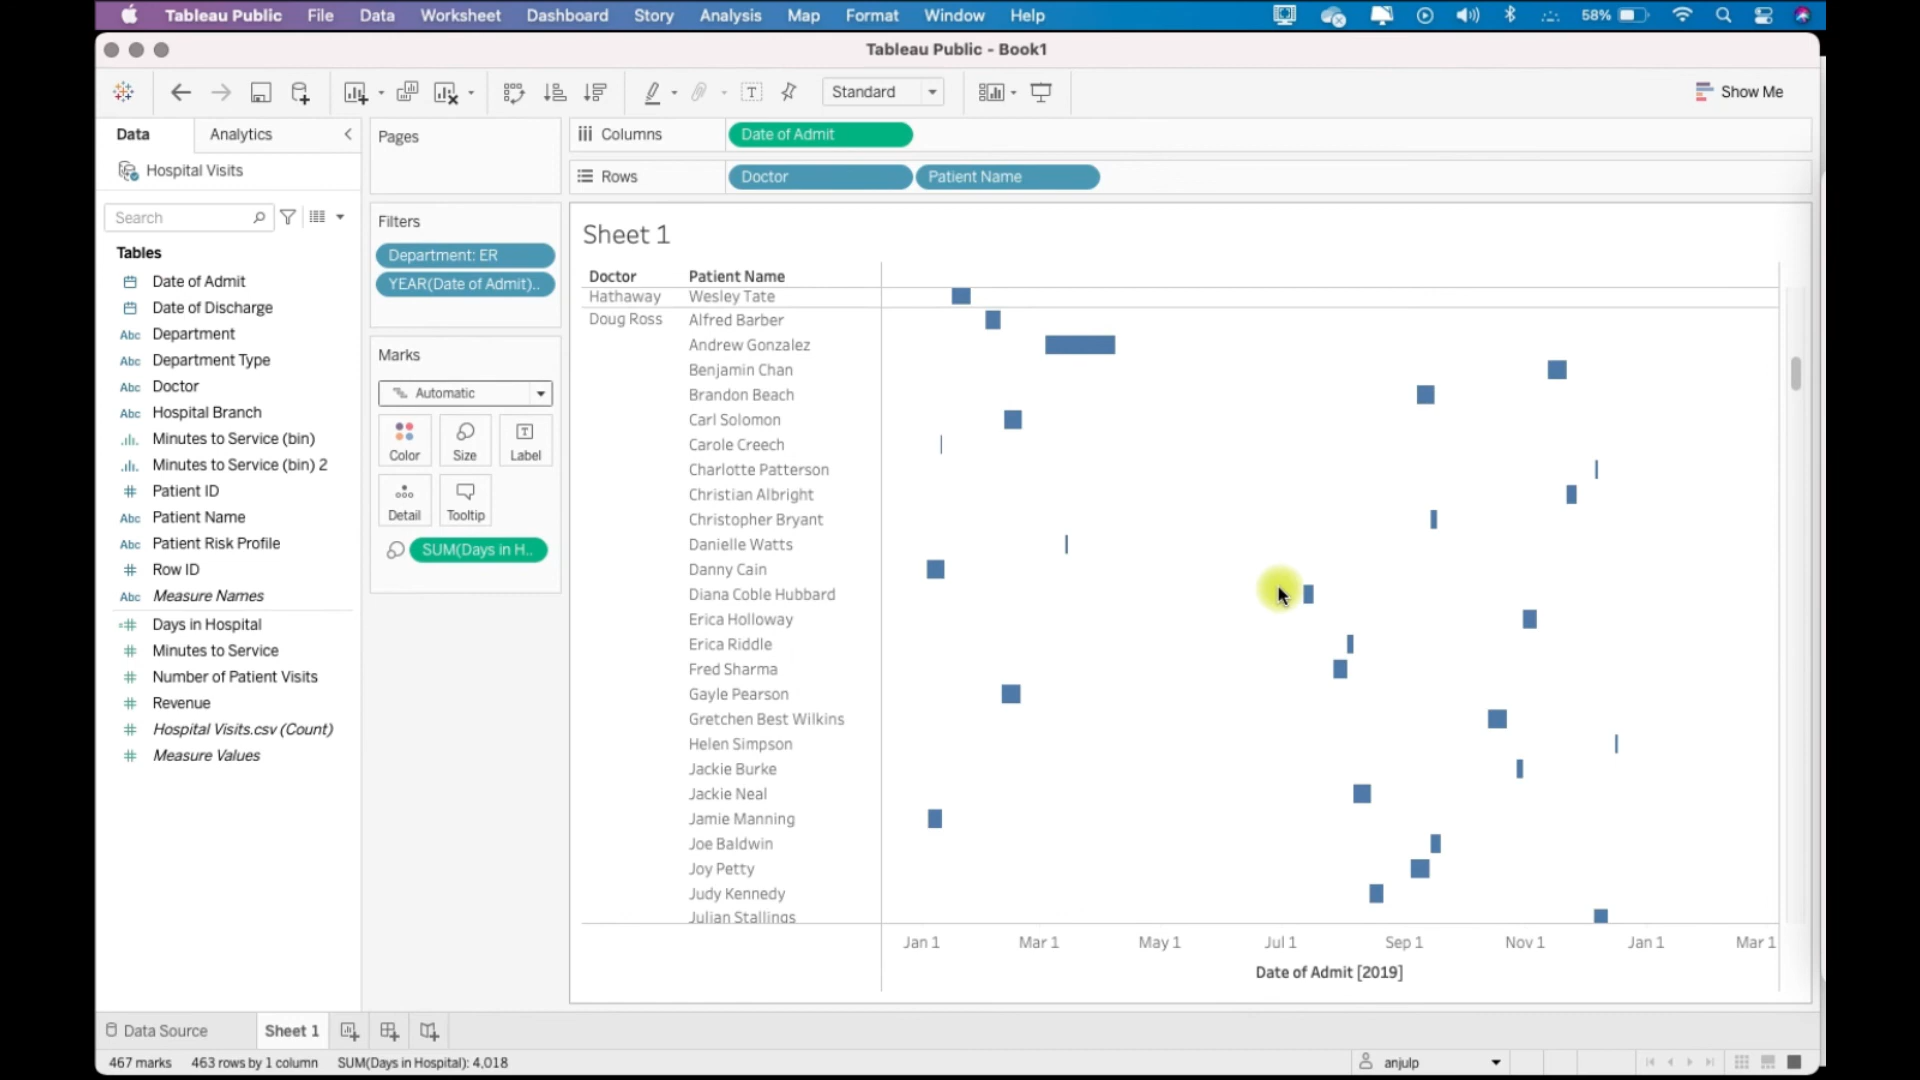 Tableau Public File Data Worksheet Dashboard Story Analysis Map Format Window Help 58%
Tableau Public - Book1
Standard Show Me
Data Analytics
Hospital Visits
Search
Tables
Date of Admit
Date of Discharge
Abc Department
Abc Department Type
Abc Doctor
Abc Hospital Branch
Minutes to Service (bin)
Minutes to Service (bin) 2
# Patient ID
Abc Patient Name
Abc Patient Risk Profile
# Row ID
Abc Measure Names
=# Days in Hospital
# Minutes to Service
# Number of Patient Visits
# Revenue
# Hospital Visits.csv (Count)
# Measure Values
Pages
Filters
Department: ER
YEAR(Date of Admit)..
Marks
Automatic
Color Size Label
Detail Tooltip
SUM(Days in H..
Columns Date of Admit
Rows Doctor Patient Name
Sheet 1
Doctor Patient Name
Hathaway Wesley Tate
Doug Ross Alfred Barber
Andrew Gonzalez
Benjamin Chan
Brandon Beach
Carl Solomon
Carole Creech
Charlotte Patterson
Christian Albright
Christopher Bryant
Danielle Watts
Danny Cain
Diana Coble Hubbard
Erica Holloway
Erica Riddle
Fred Sharma
Gayle Pearson
Gretchen Best Wilkins
Helen Simpson
Jackie Burke
Jackie Neal
Jamie Manning
Joe Baldwin
Joy Petty
Judy Kennedy
Julian Stallings
Jan 1 Mar 1 May 1 Jul 1 Sep 1 Nov 1 Jan 1 Mar 1
Date of Admit [2019]
Data Source Sheet 1
467 marks 463 rows by 1 column SUM(Days in Hospital): 4,018 anjulp